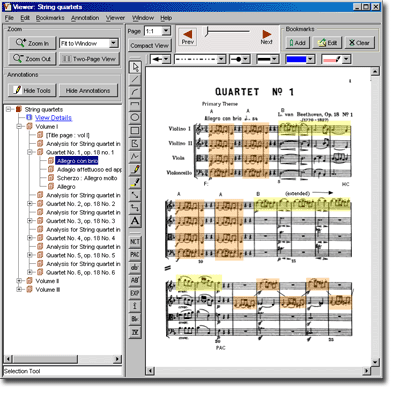 Viewer: String quartets
File Edit Bookmarks Annotation Viewer Window Help
Zoom
Zoom In
Fit to Window
Zoom Out
Two-Page View
Annotations
Hide Tools
Hide Annotations
Page: 1:1
Compact View
Prev
Next
Bookmarks
Add
Edit
Clear
String quartets
View Details
Volume I
[Title page : vol I]
Analysis for String quartet in
Quartet No. 1, op. 18 no. 1
Allegro con brio
Adagio affettuoso ed app
Scherzo : Allegro molto
Allegro
Analysis for String quartet in
Quartet No. 2, op. 18 No. 2
Analysis for String quartet in
Quartet No. 3, op. 18 No. 3
Analysis for String quartet in
Quartet No. 4, op. 18 No. 4
Analysis for String quartet in
Quartet No. 5, op. 18 No. 5
Analysis for String quartet in
Quartet No. 6, op. 18 No. 6
Volume II
Volume III
Selection Tool
A
NCT
PAC
EXP
I
QUARTET Nº 1
Primary Theme
L. van Beethoven, Op. 18 Nº 1
(1770-1827)
A A B
Allegro con brio
Violino I
Violino II
Viola
Violoncello
F: HC
A A B (extended)
PAC